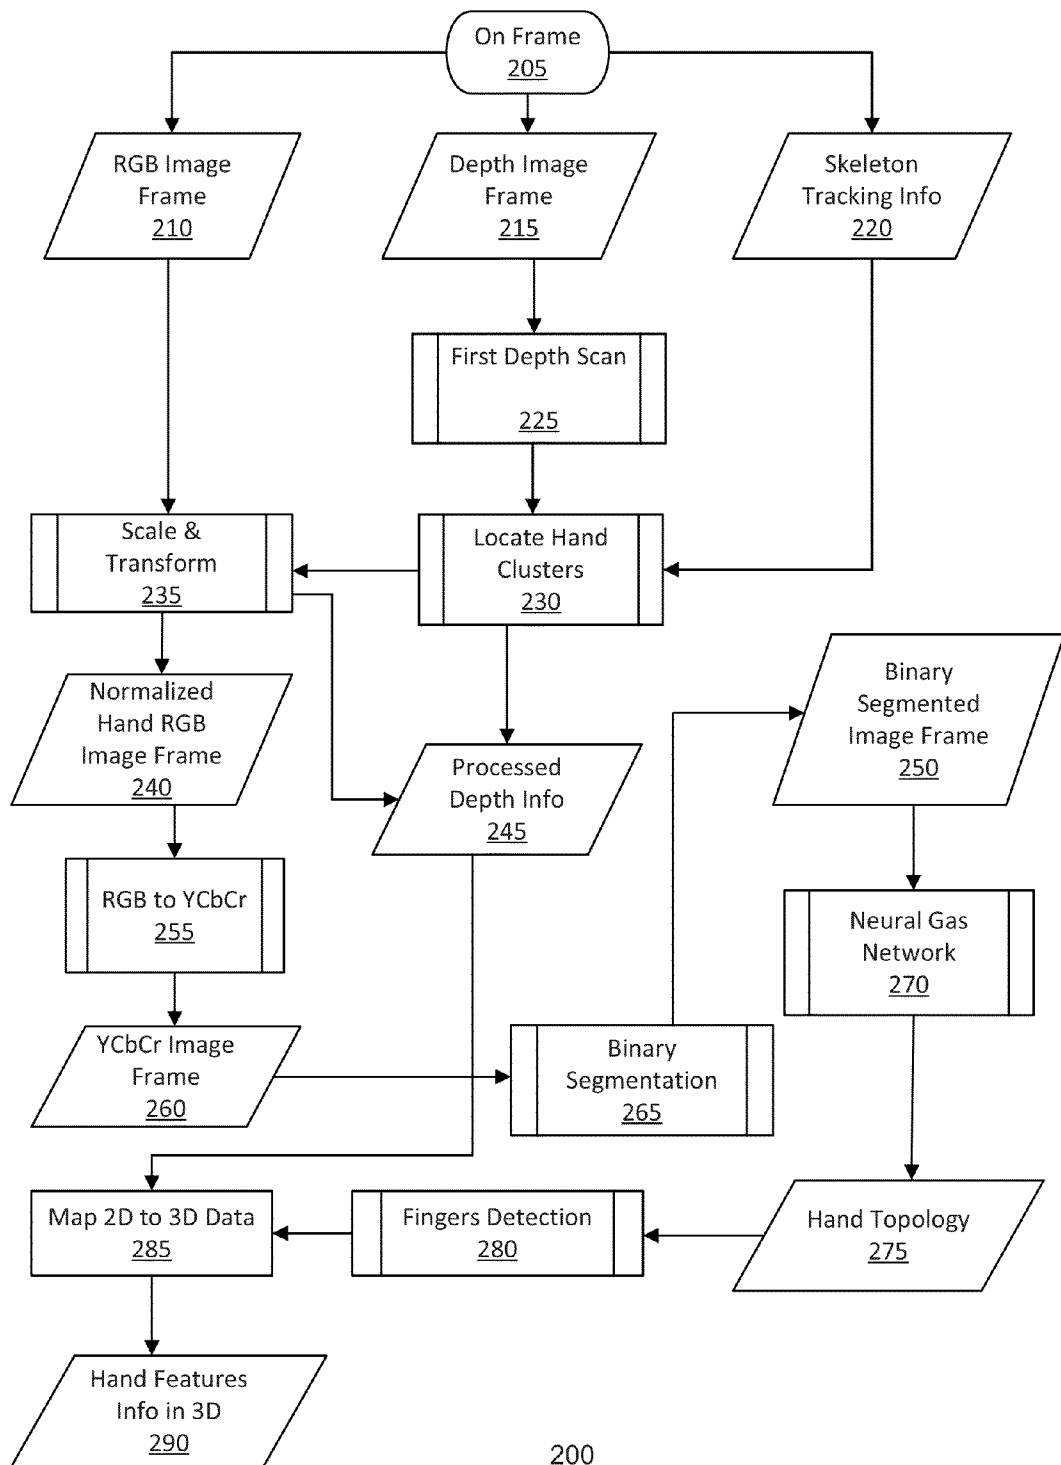 On Frame
205
RGB Image
Frame
210
Depth Image
Frame
215
Skeleton
Tracking Info
220
First Depth Scan
225
Scale &
Transform
235
Locate Hand
Clusters
230
Normalized
Hand RGB
Image Frame
240
Processed
Depth Info
245
Binary
Segmented
Image Frame
250
RGB to YCbCr
255
Neural Gas
Network
270
YCbCr Image
Frame
260
Binary
Segmentation
265
Map 2D to 3D Data
285
Fingers Detection
280
Hand Topology
275
Hand Features
Info in 3D
290
200